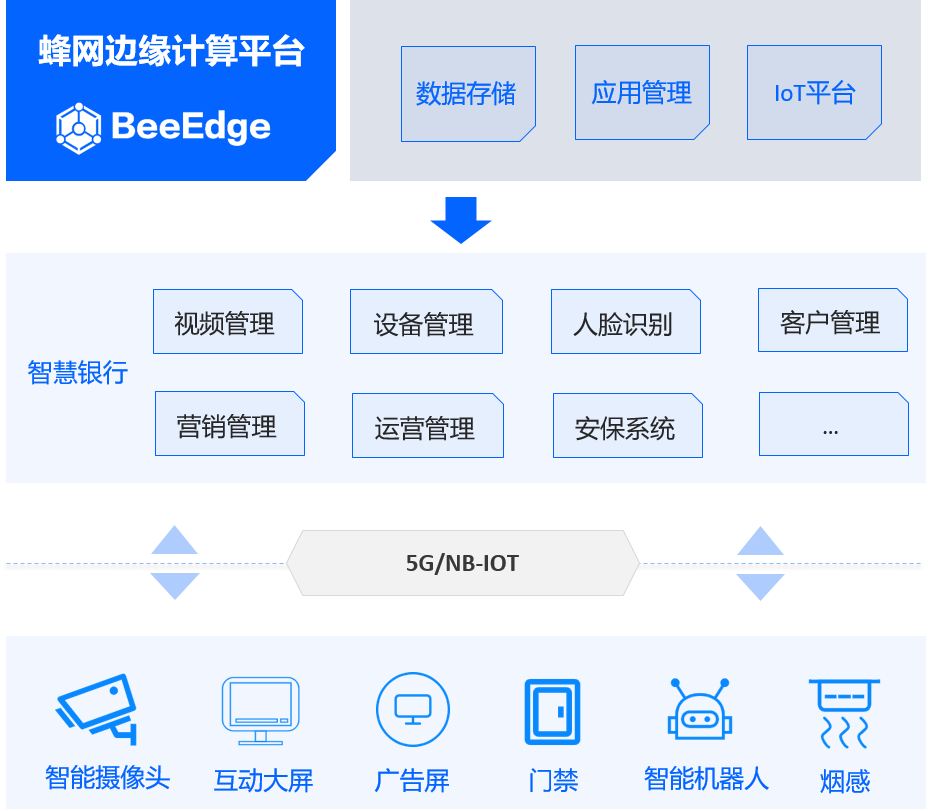 蜂网边缘计算平台
BeeEdge
数据存储
应用管理
IoT平台
视频管理
设备管理
人脸识别
客户管理
智慧银行
营销管理
运营管理
安保系统
...
5G/NB-IOT
智能摄像头
互动大屏
广告屏
门禁
智能机器人
烟感